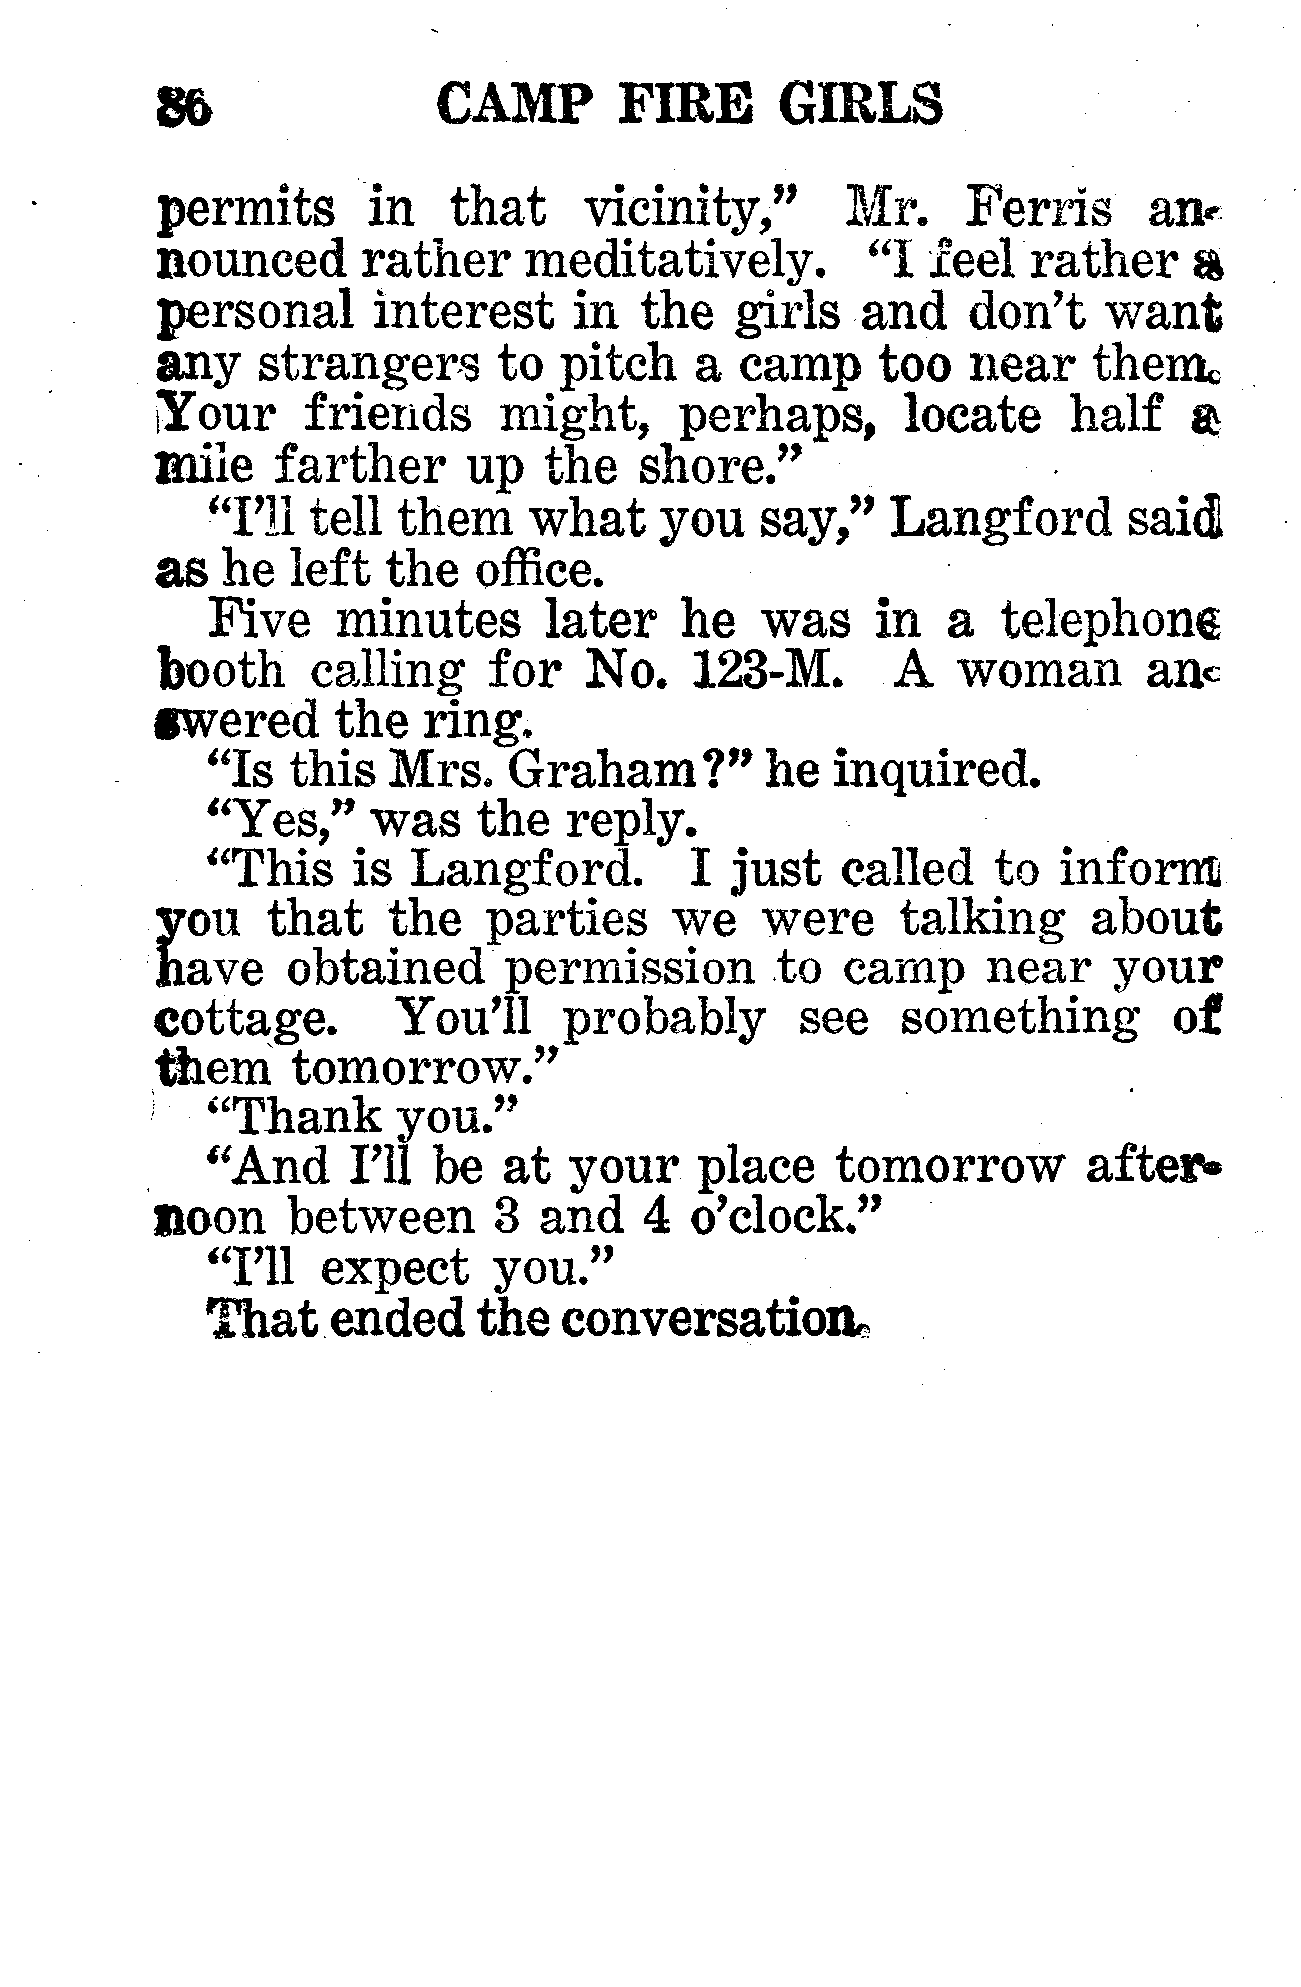 86 CAMP FIRE GIRLS
permits in that vicinity,” Mr. Ferris an-
nounced rather meditatively. “I feel rather a
personal interest in the girls and don’t want
any strangers to pitch a camp too near them.
Your friends might, perhaps, locate half a
mile farther up the shore.”
“I’ll tell them what you say,” Langford said
as he left the office.
Five minutes later he was in a telephone
booth calling for No. 123-M. A woman an-
swered the ring.
“Is this Mrs. Graham?” he inquired.
“Yes,” was the reply.
“This is Langford. I just called to inform
you that the parties we were talking about
have obtained permission to camp near your
cottage. You’ll probably see something of
them tomorrow.”
“Thank you.”
“And I’ll be at your place tomorrow after-
noon between 3 and 4 o’clock.”
“I’ll expect you.”
That ended the conversation.